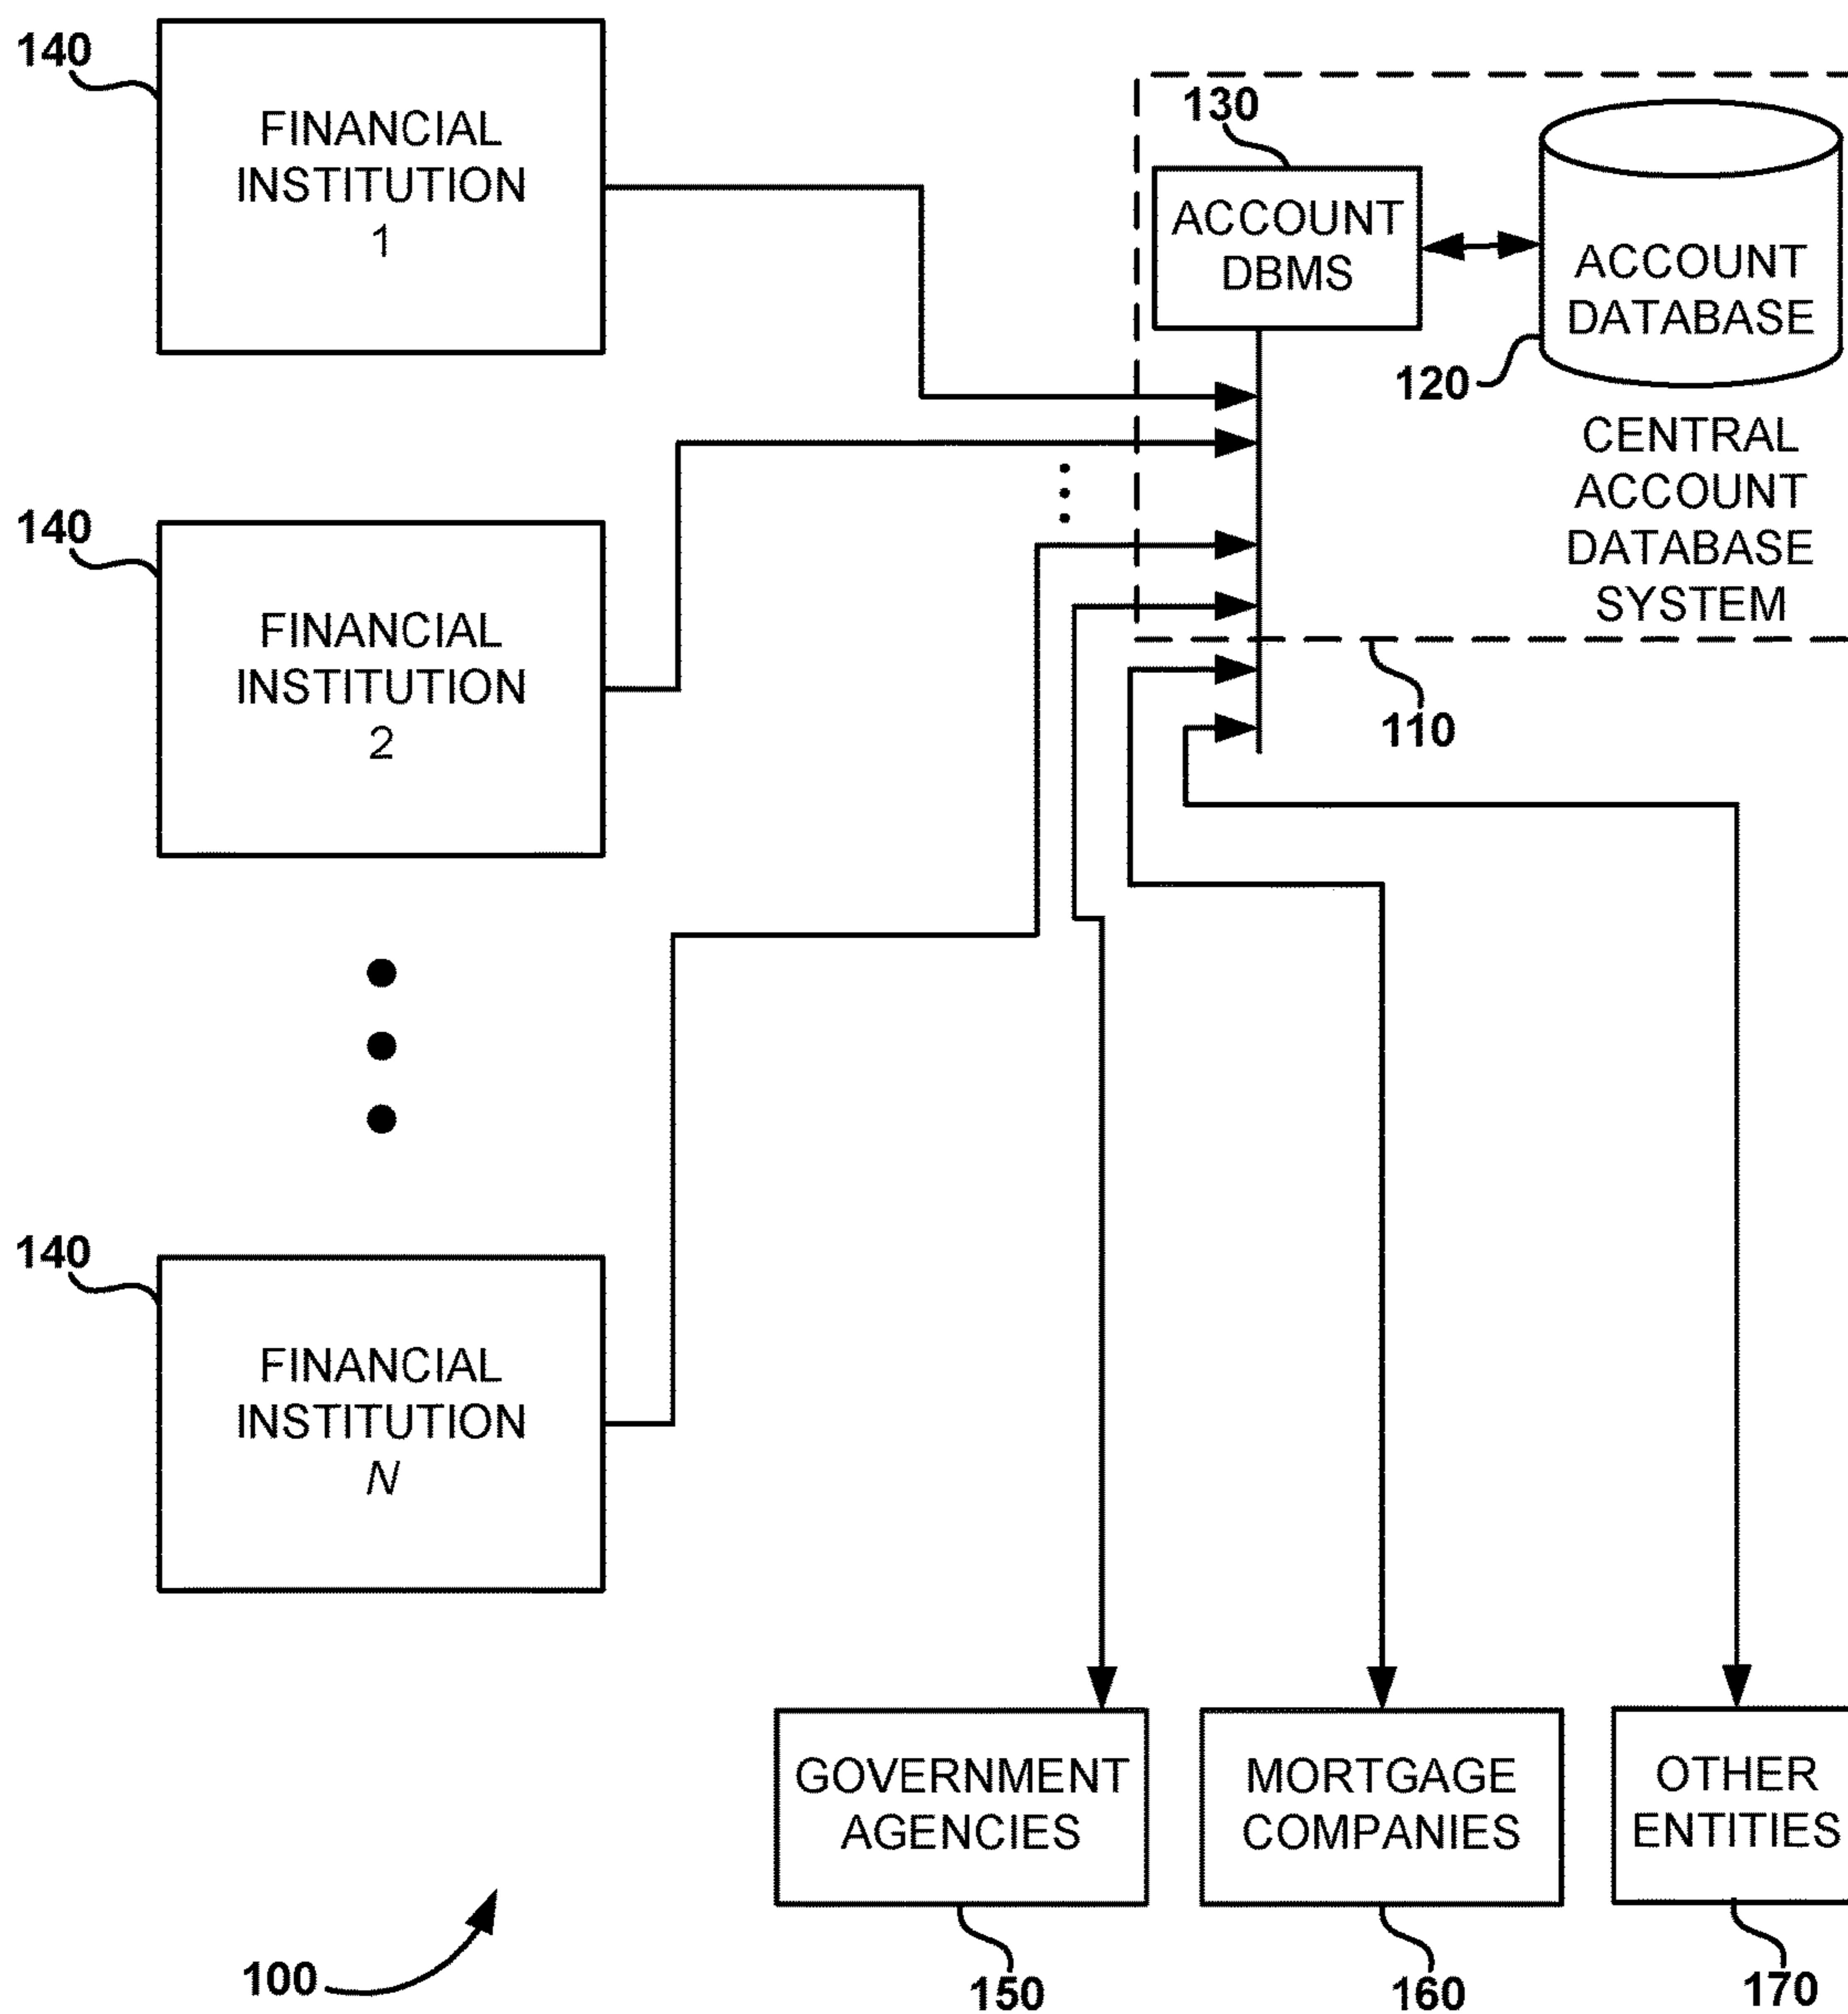 140
FINANCIAL
INSTITUTION
1
130
ACCOUNT
DBMS
ACCOUNT
DATABASE
120
CENTRAL
ACCOUNT
DATABASE
SYSTEM
110
140
FINANCIAL
INSTITUTION
2
140
FINANCIAL
INSTITUTION
N
GOVERNMENT
AGENCIES
MORTGAGE
COMPANIES
OTHER
ENTITIES
100
150
160
170